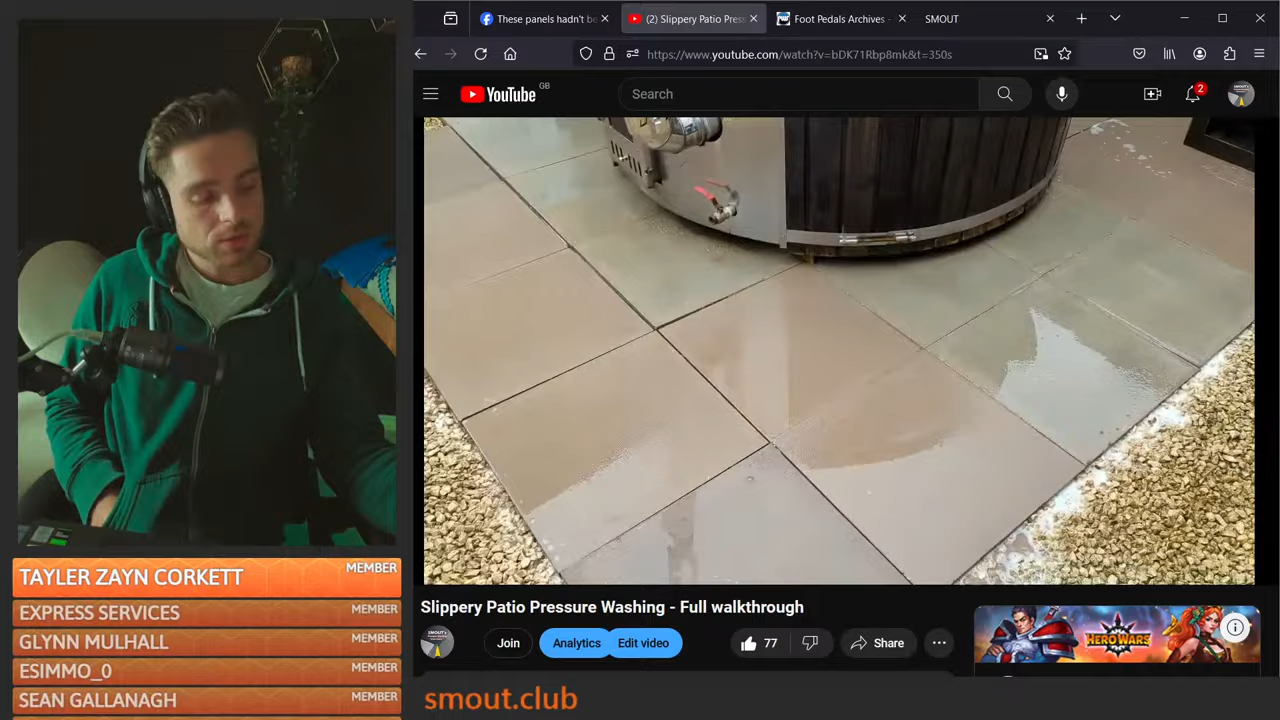 These panels hadn't be
(2) Slippery Patio Press
Foot Pedals Archives -
SMOUT
https://www.youtube.com/watch?v=bDK71Rbp8mk&t=350s
YouTube GB
Search
2
TAYLER ZAYN CORKETT MEMBER
EXPRESS SERVICES MEMBER
GLYNN MULHALL MEMBER
ESIMMO_0 MEMBER
SEAN GALLANAGH MEMBER
Slippery Patio Pressure Washing - Full walkthrough
Join
Analytics
Edit video
77
Share
HERO WARS
smout.club